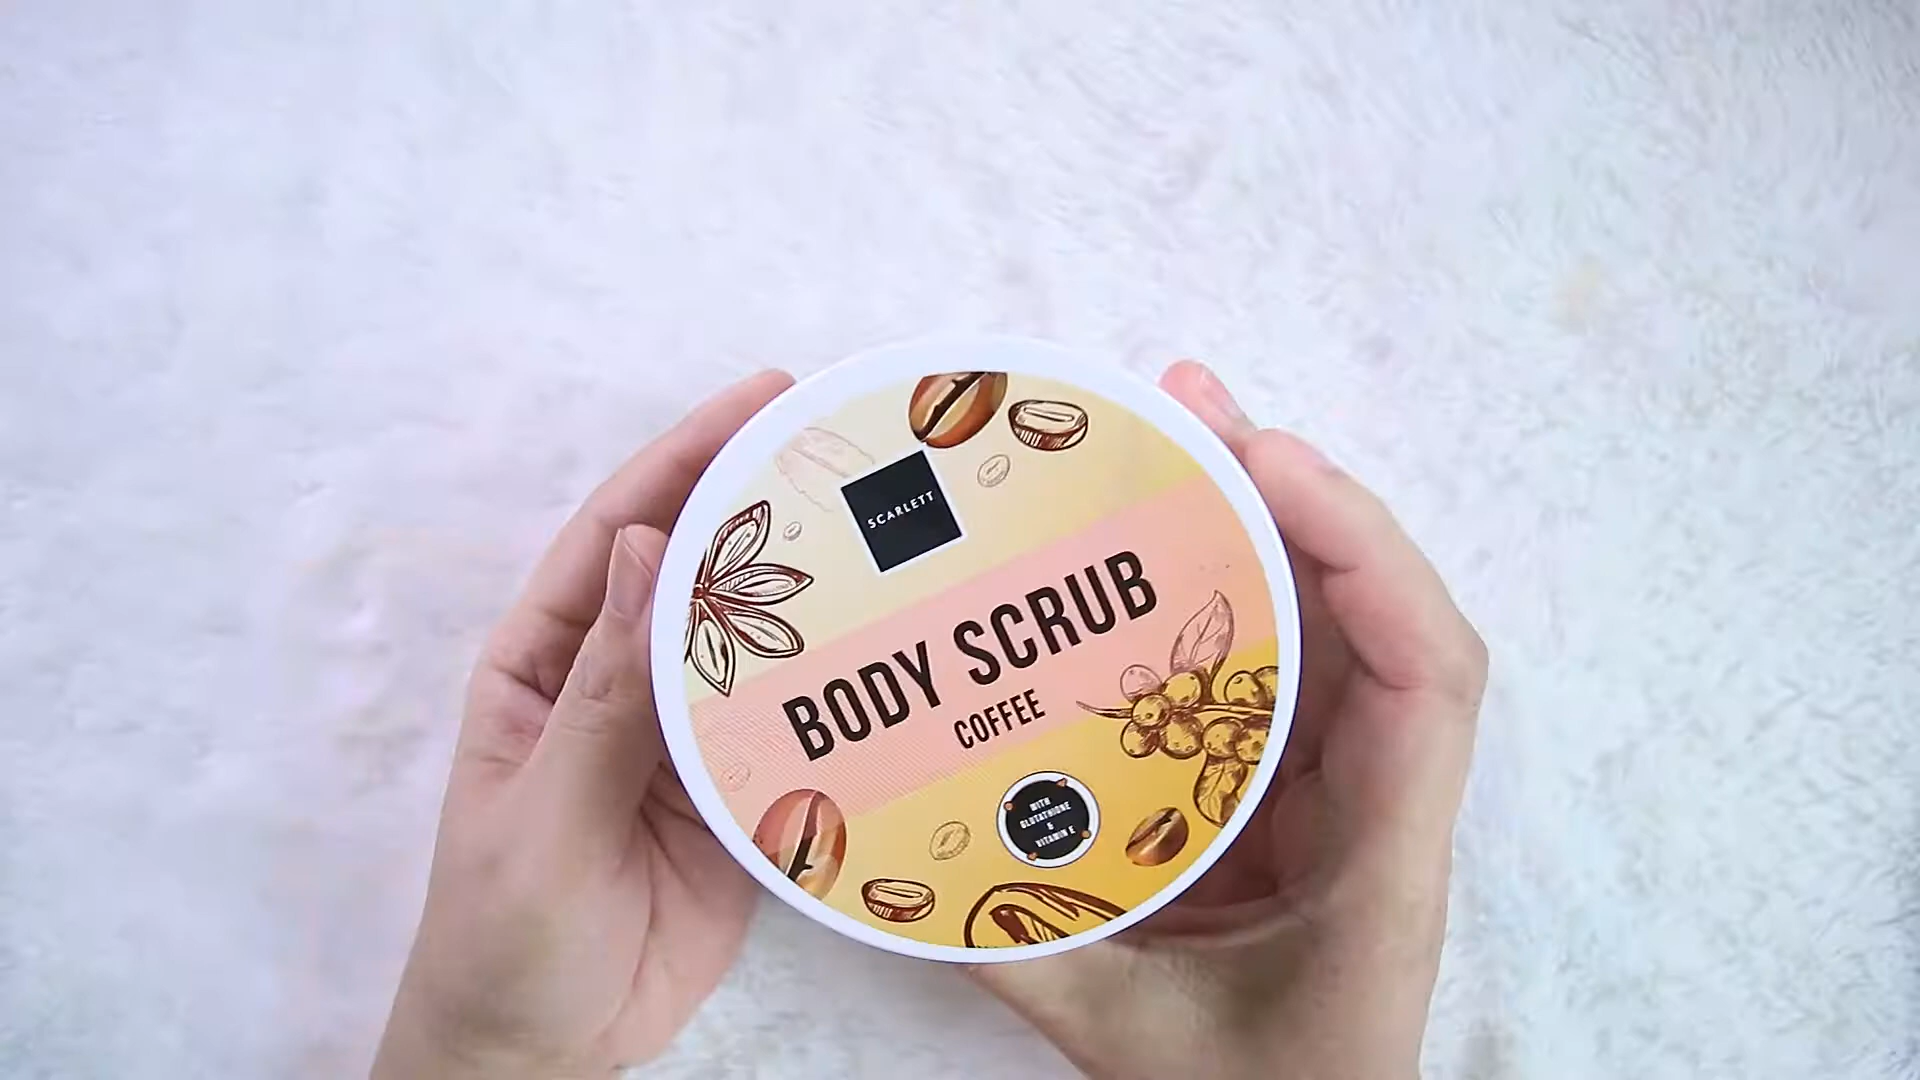 SCARLETT
BODY SCRUB
COFFEE
WITH
GLUTATHIONE
&
VITAMIN E